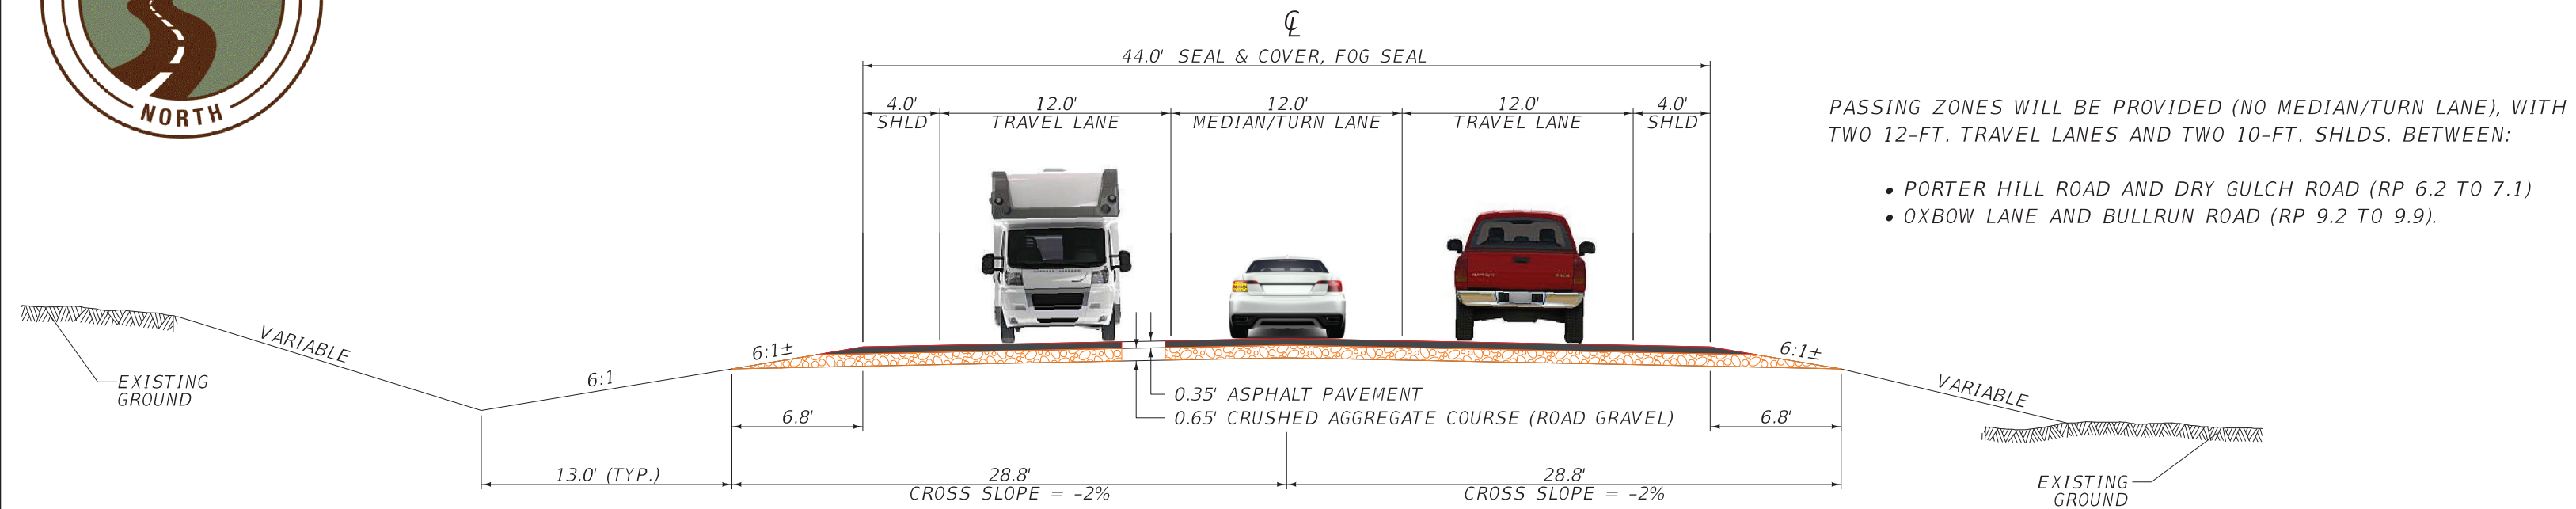 NORTH
℄
44.0' SEAL & COVER, FOG SEAL
4.0' 12.0' 12.0' 12.0' 4.0'
SHLD TRAVEL LANE MEDIAN/TURN LANE TRAVEL LANE SHLD
PASSING ZONES WILL BE PROVIDED (NO MEDIAN/TURN LANE), WITH
TWO 12-FT. TRAVEL LANES AND TWO 10-FT. SHLDS. BETWEEN:
• PORTER HILL ROAD AND DRY GULCH ROAD (RP 6.2 TO 7.1)
• OXBOW LANE AND BULLRUN ROAD (RP 9.2 TO 9.9).
VARIABLE
6:1±
6:1±
6:1
EXISTING
GROUND
VARIABLE
0.35' ASPHALT PAVEMENT
0.65' CRUSHED AGGREGATE COURSE (ROAD GRAVEL)
6.8' 6.8'
13.0' (TYP.) 28.8' 28.8'
CROSS SLOPE = -2% CROSS SLOPE = -2%
EXISTING
GROUND